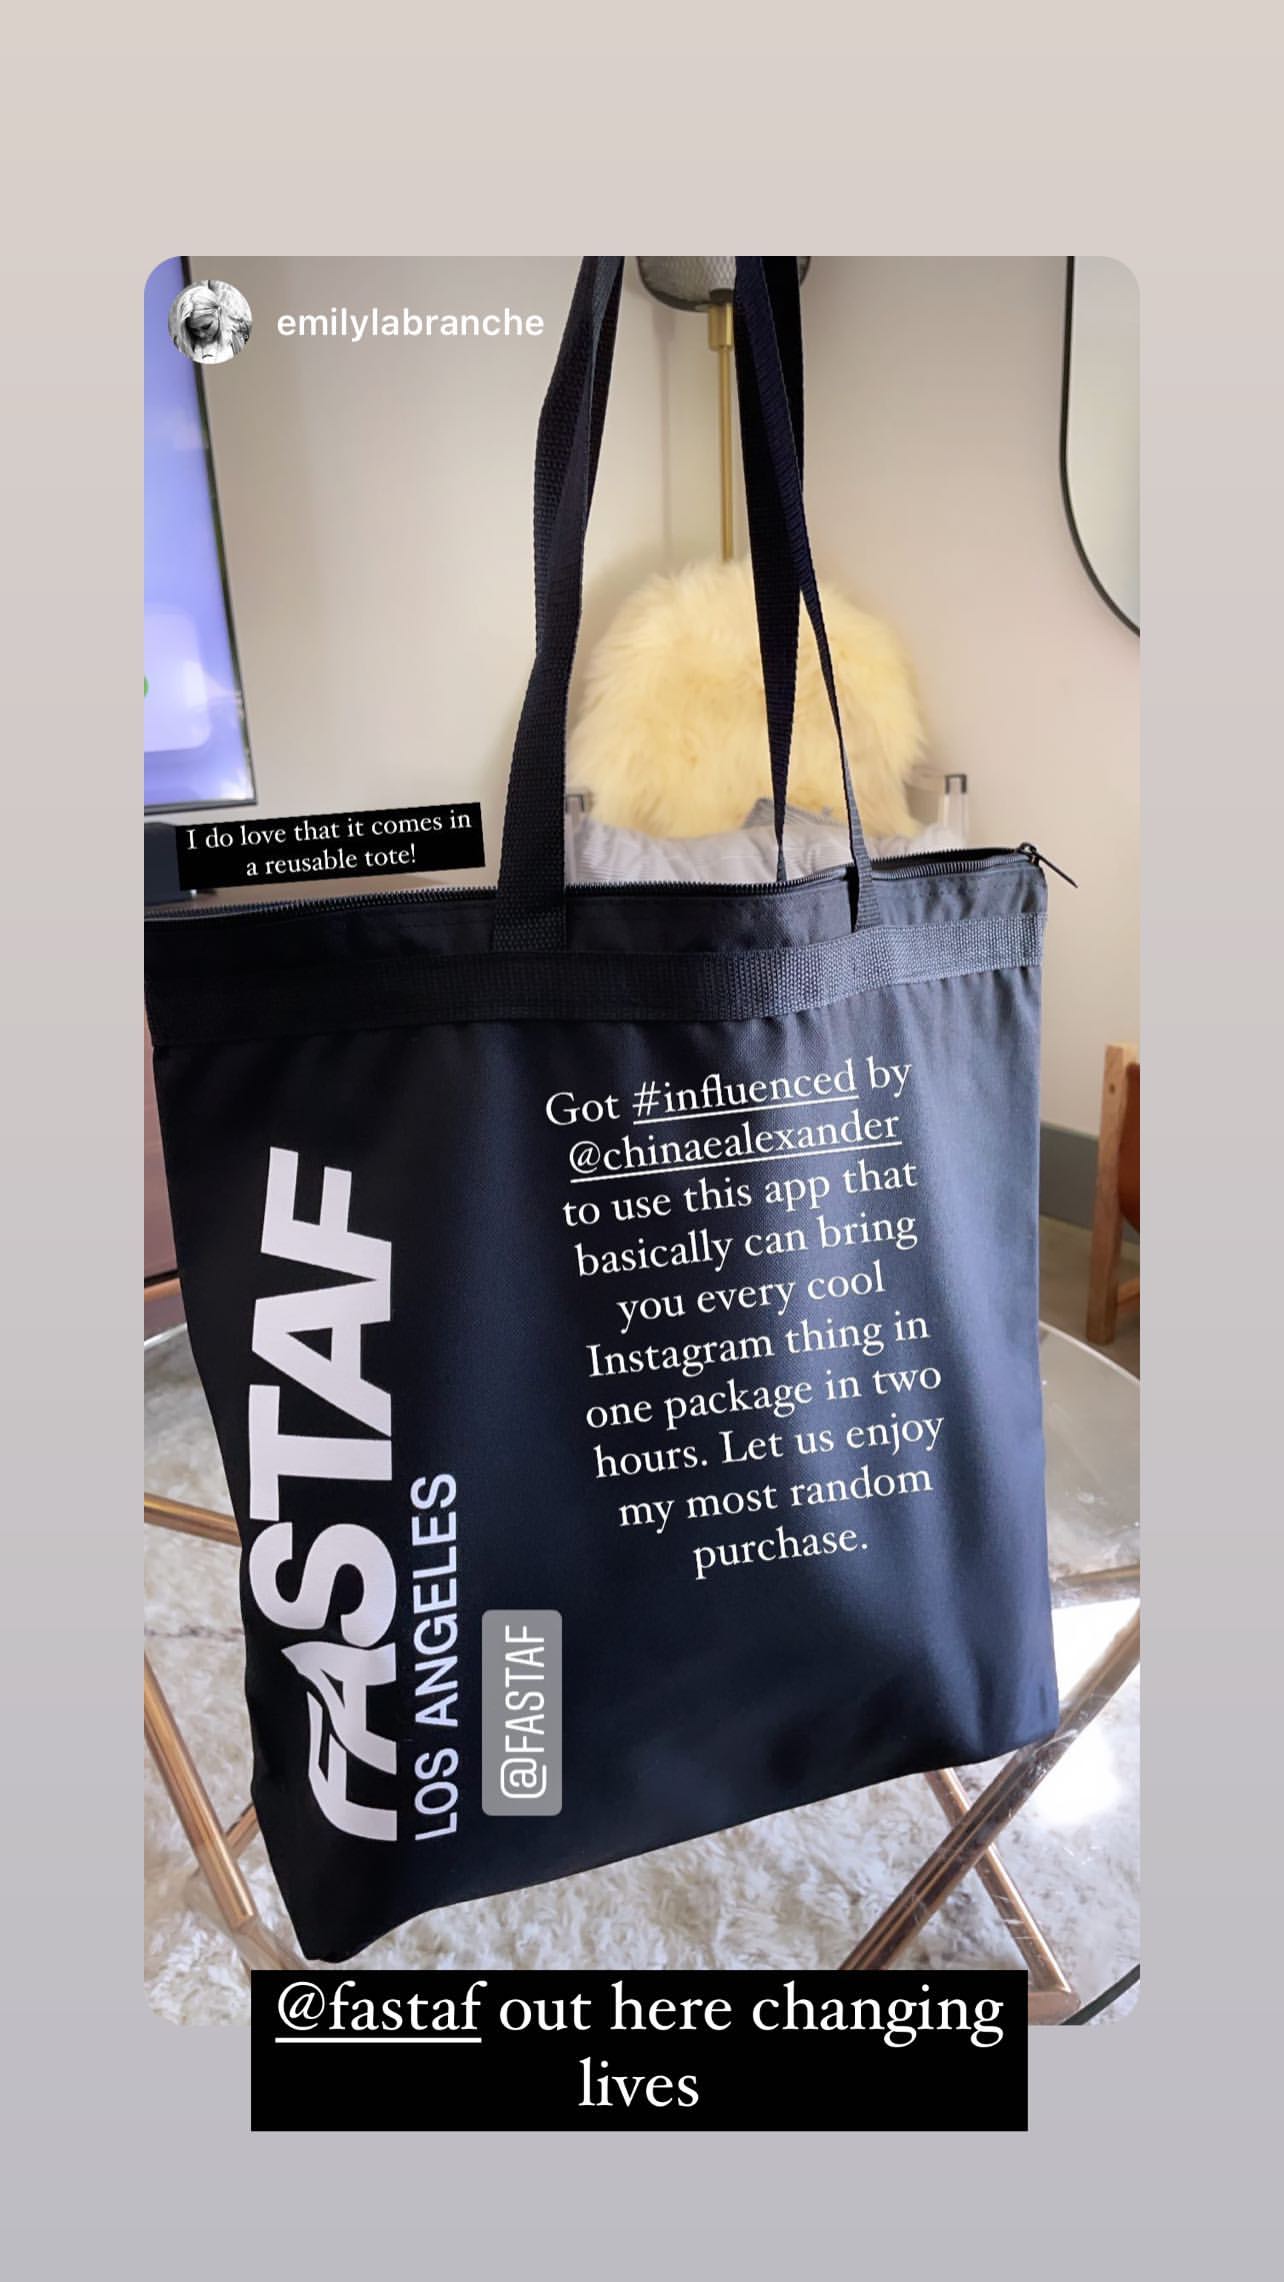 emilylabranche
I do love that it comes in
a reusable tote!
Got #influenced by
@chinaealexander
to use this app that
basically can bring
you every cool
Instagram thing in
one package in two
hours. Let us enjoy
my most random
purchase.
FASTAF
LOS ANGELES
@FASTAF
@fastaf out here changing
lives